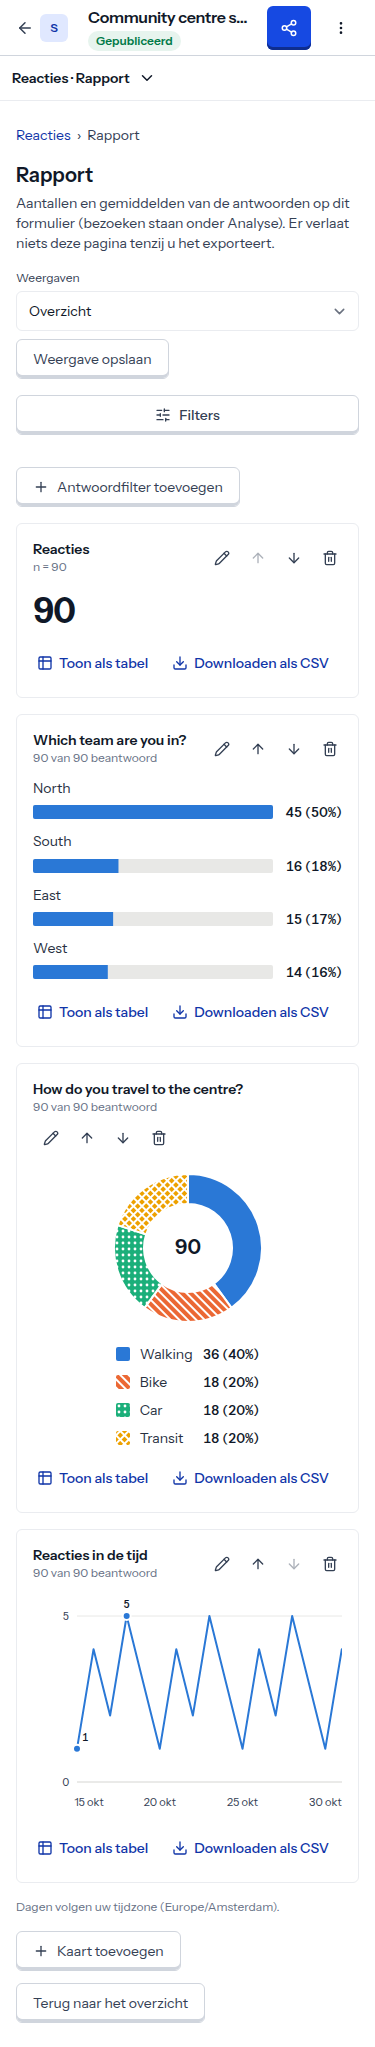 S
Community centre s...
Gepubliceerd
Reacties · Rapport
Reacties › Rapport
Rapport
Aantallen en gemiddelden van de antwoorden op dit
formulier (bezoeken staan onder Analyse). Er verlaat
niets deze pagina tenzij u het exporteert.
Weergaven
Overzicht
Weergave opslaan
Filters
Antwoordfilter toevoegen
Reacties
n = 90
90
Toon als tabel Downloaden als CSV
Which team are you in?
90 van 90 beantwoord
North
45 (50%)
South
16 (18%)
East
15 (17%)
West
14 (16%)
Toon als tabel Downloaden als CSV
How do you travel to the centre?
90 van 90 beantwoord
90
Walking 36 (40%)
Bike 18 (20%)
Car 18 (20%)
Transit 18 (20%)
Toon als tabel Downloaden als CSV
Reacties in de tijd
90 van 90 beantwoord
5
5
1
0
15 okt 20 okt 25 okt 30 okt
Toon als tabel Downloaden als CSV
Dagen volgen uw tijdzone (Europe/Amsterdam).
Kaart toevoegen
Terug naar het overzicht